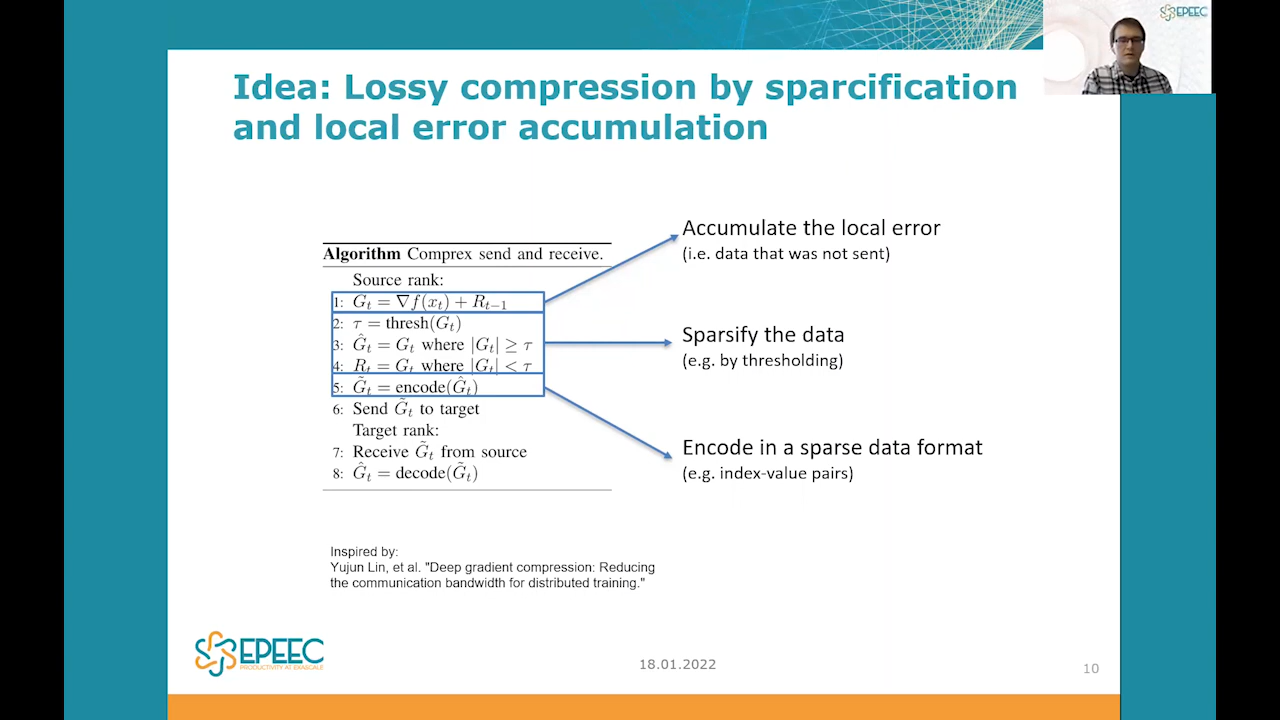 EPEEC
Idea: Lossy compression by sparcification
and local error accumulation
Algorithm Comprex send and receive.
Source rank:
1: G_t = ∇f(x_t) + R_{t−1}
2: τ = thresh(G_t)
3: Ĝ_t = G_t where |G_t| ≥ τ
4: R_t = G_t where |G_t| < τ
5: G̃_t = encode(Ĝ_t)
6: Send G̃_t to target
Target rank:
7: Receive G̃_t from source
8: Ĝ_t = decode(G̃_t)
Accumulate the local error
(i.e. data that was not sent)
Sparsify the data
(e.g. by thresholding)
Encode in a sparse data format
(e.g. index-value pairs)
Inspired by:
Yujun Lin, et al. "Deep gradient compression: Reducing
the communication bandwidth for distributed training."
EPEEC
PRODUCTIVITY AT EXASCALE
18.01.2022
10